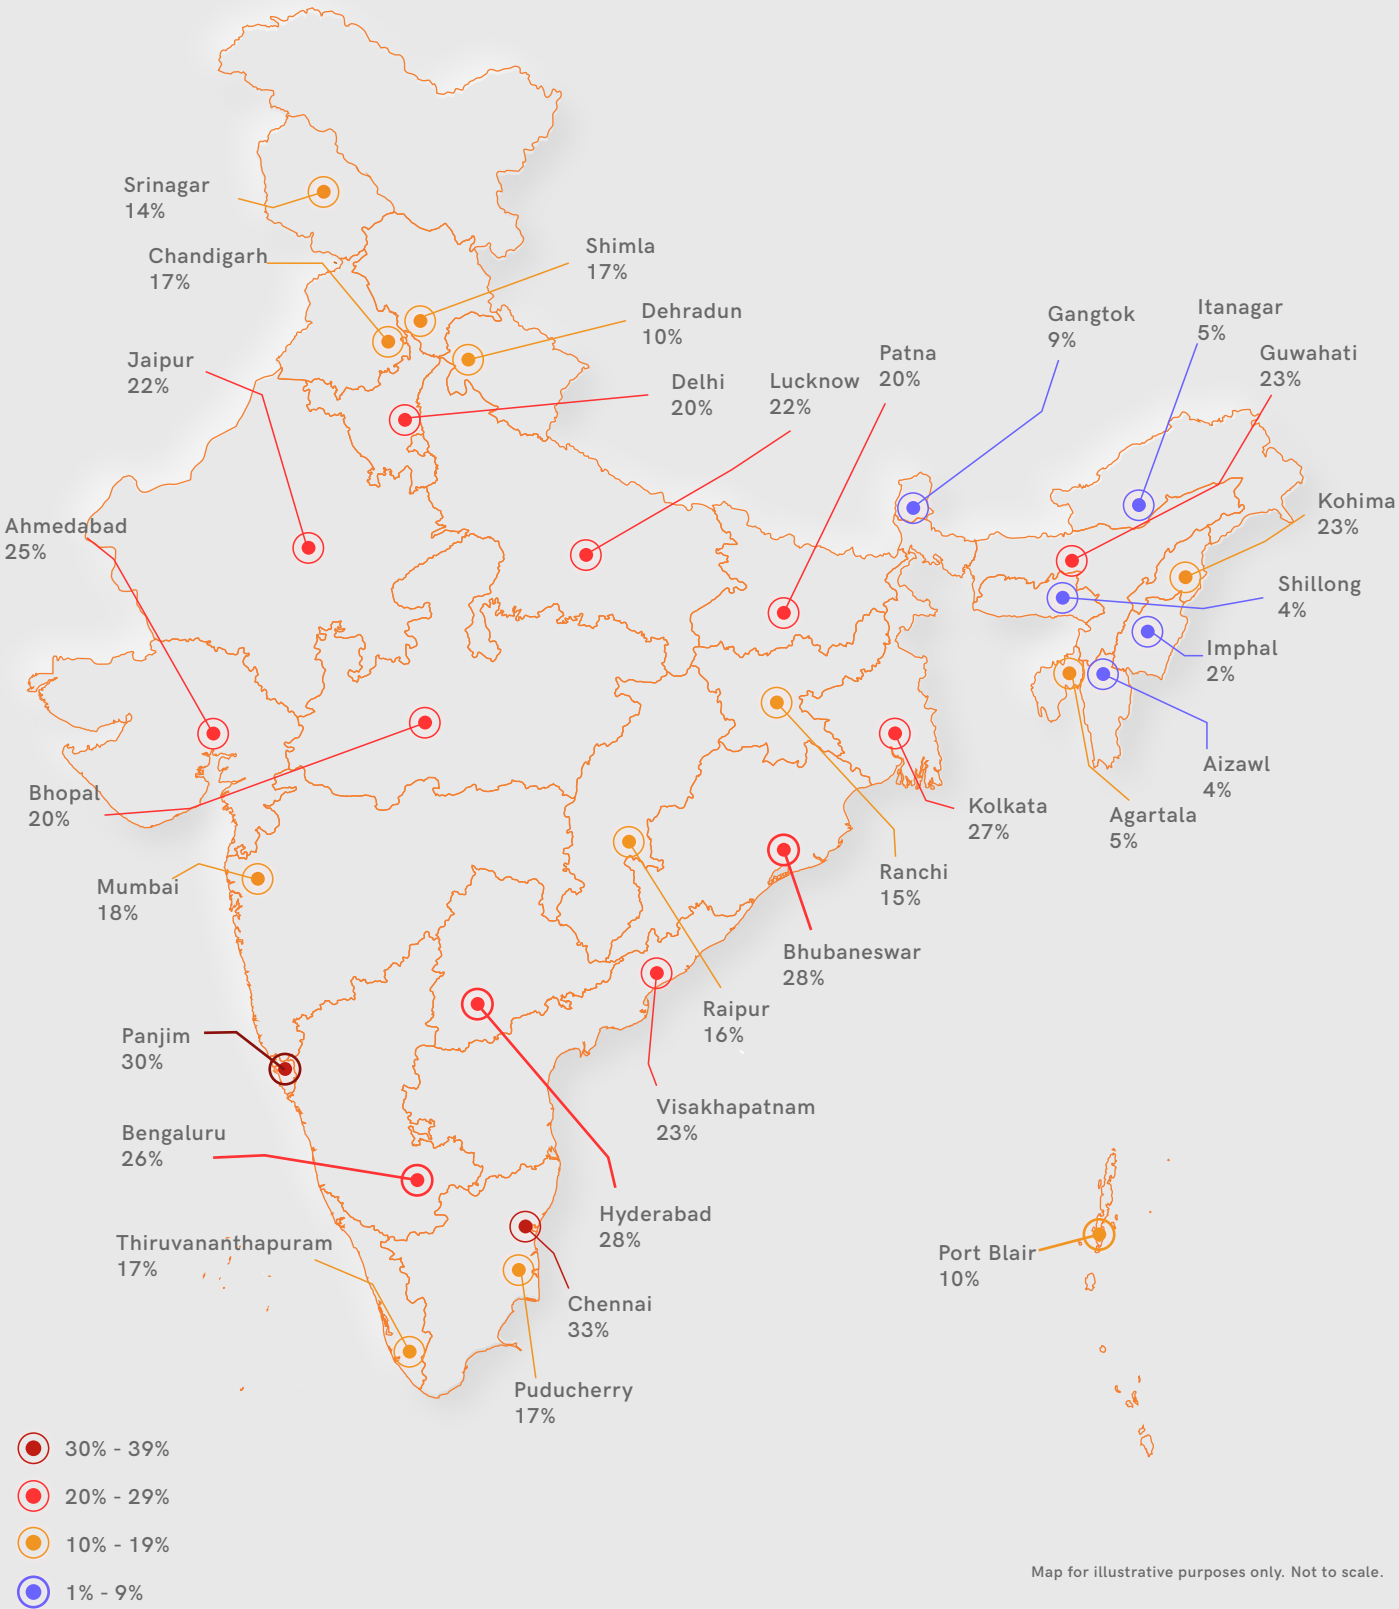 Srinagar
14%
Chandigarh
17%
Shimla
17%
Dehradun
10%
Jaipur
22%
Delhi
20%
Lucknow
22%
Patna
20%
Gangtok
9%
Itanagar
5%
Guwahati
23%
Ahmedabad
25%
Kohima
23%
Shillong
4%
Imphal
2%
Aizawl
4%
Agartala
5%
Bhopal
20%
Kolkata
27%
Mumbai
18%
Ranchi
15%
Bhubaneswar
28%
Raipur
16%
Panjim
30%
Visakhapatnam
23%
Bengaluru
26%
Hyderabad
28%
Thiruvananthapuram
17%
Port Blair
10%
Chennai
33%
Puducherry
17%
30% - 39%
20% - 29%
10% - 19%
1% - 9%
Map for illustrative purposes only. Not to scale.